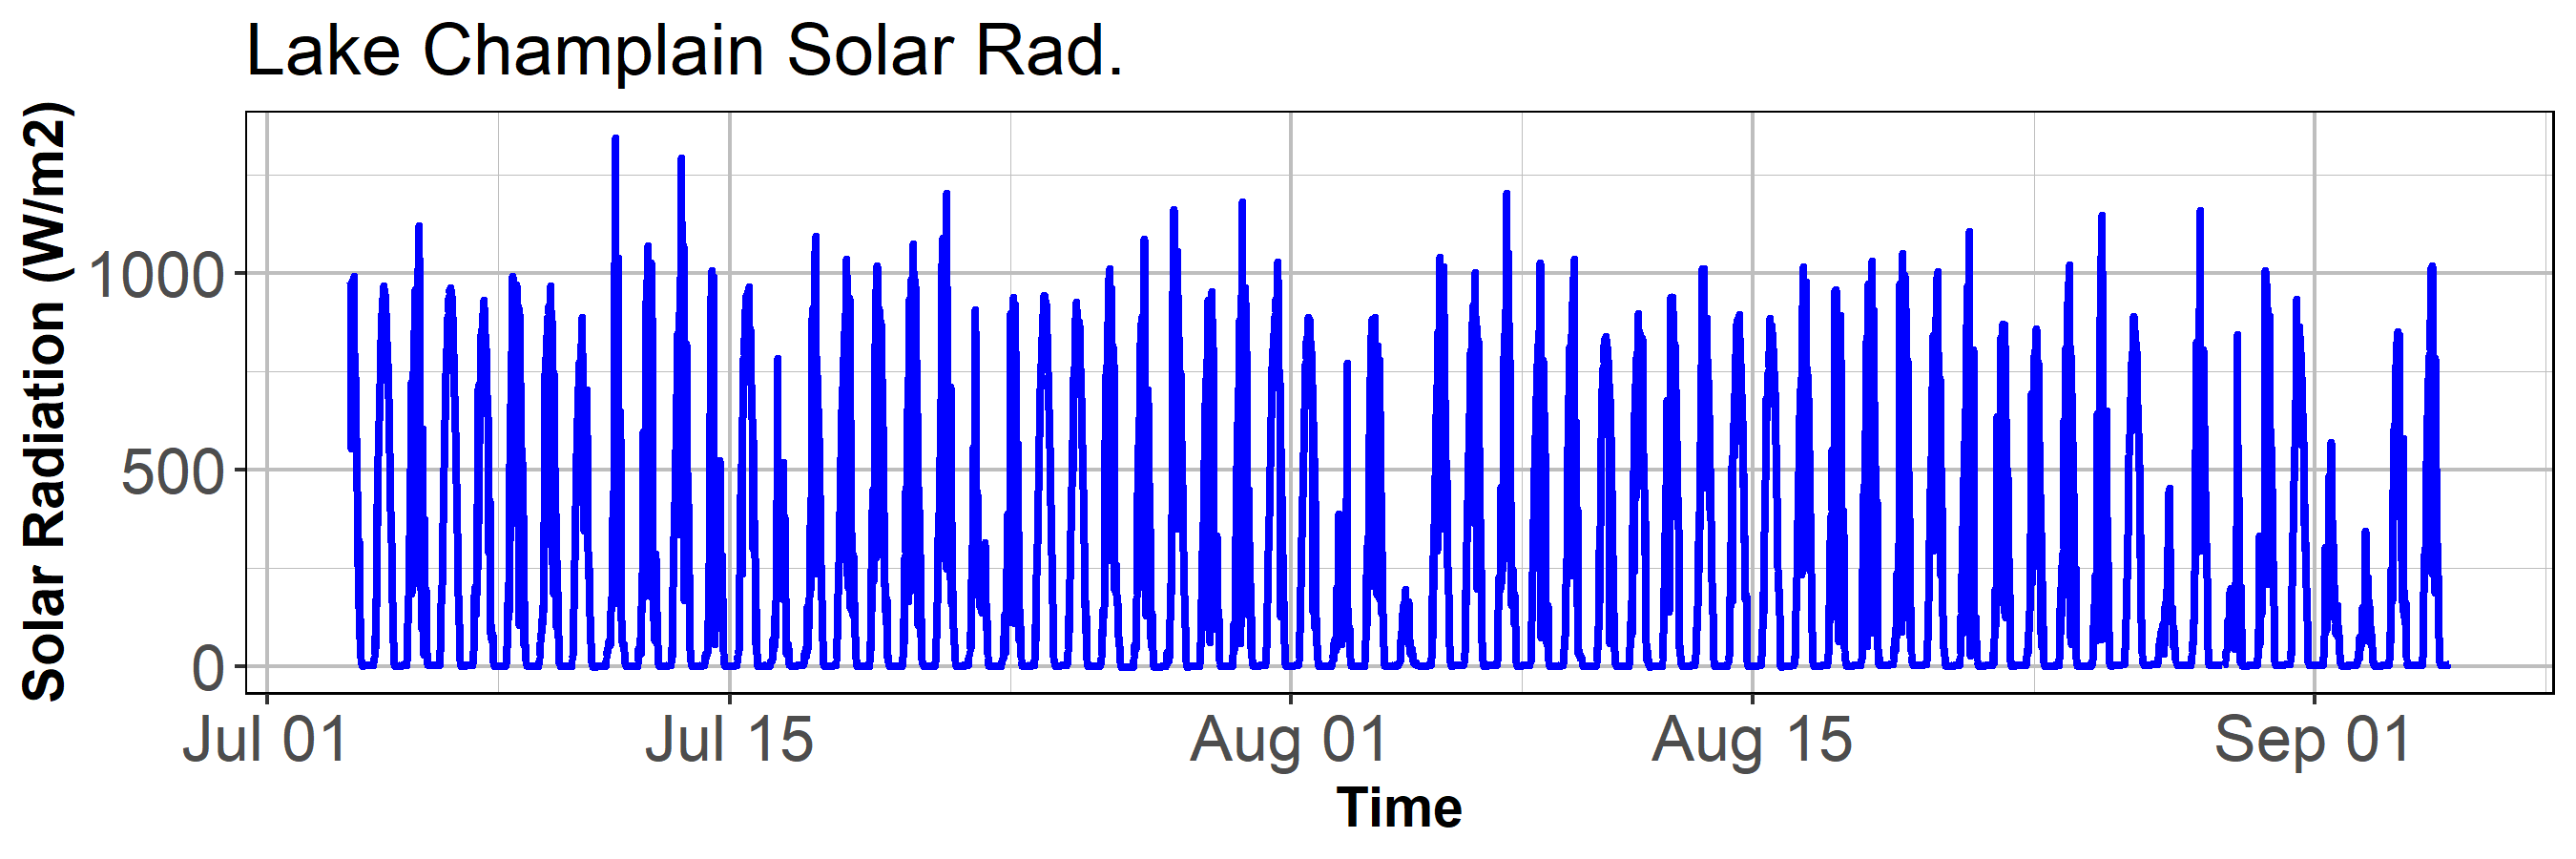 Lake Champlain Solar Rad.
Solar Radiation (W/m2)
1000
500
0
Jul 01 Jul 15 Aug 01 Aug 15 Sep 01
Time